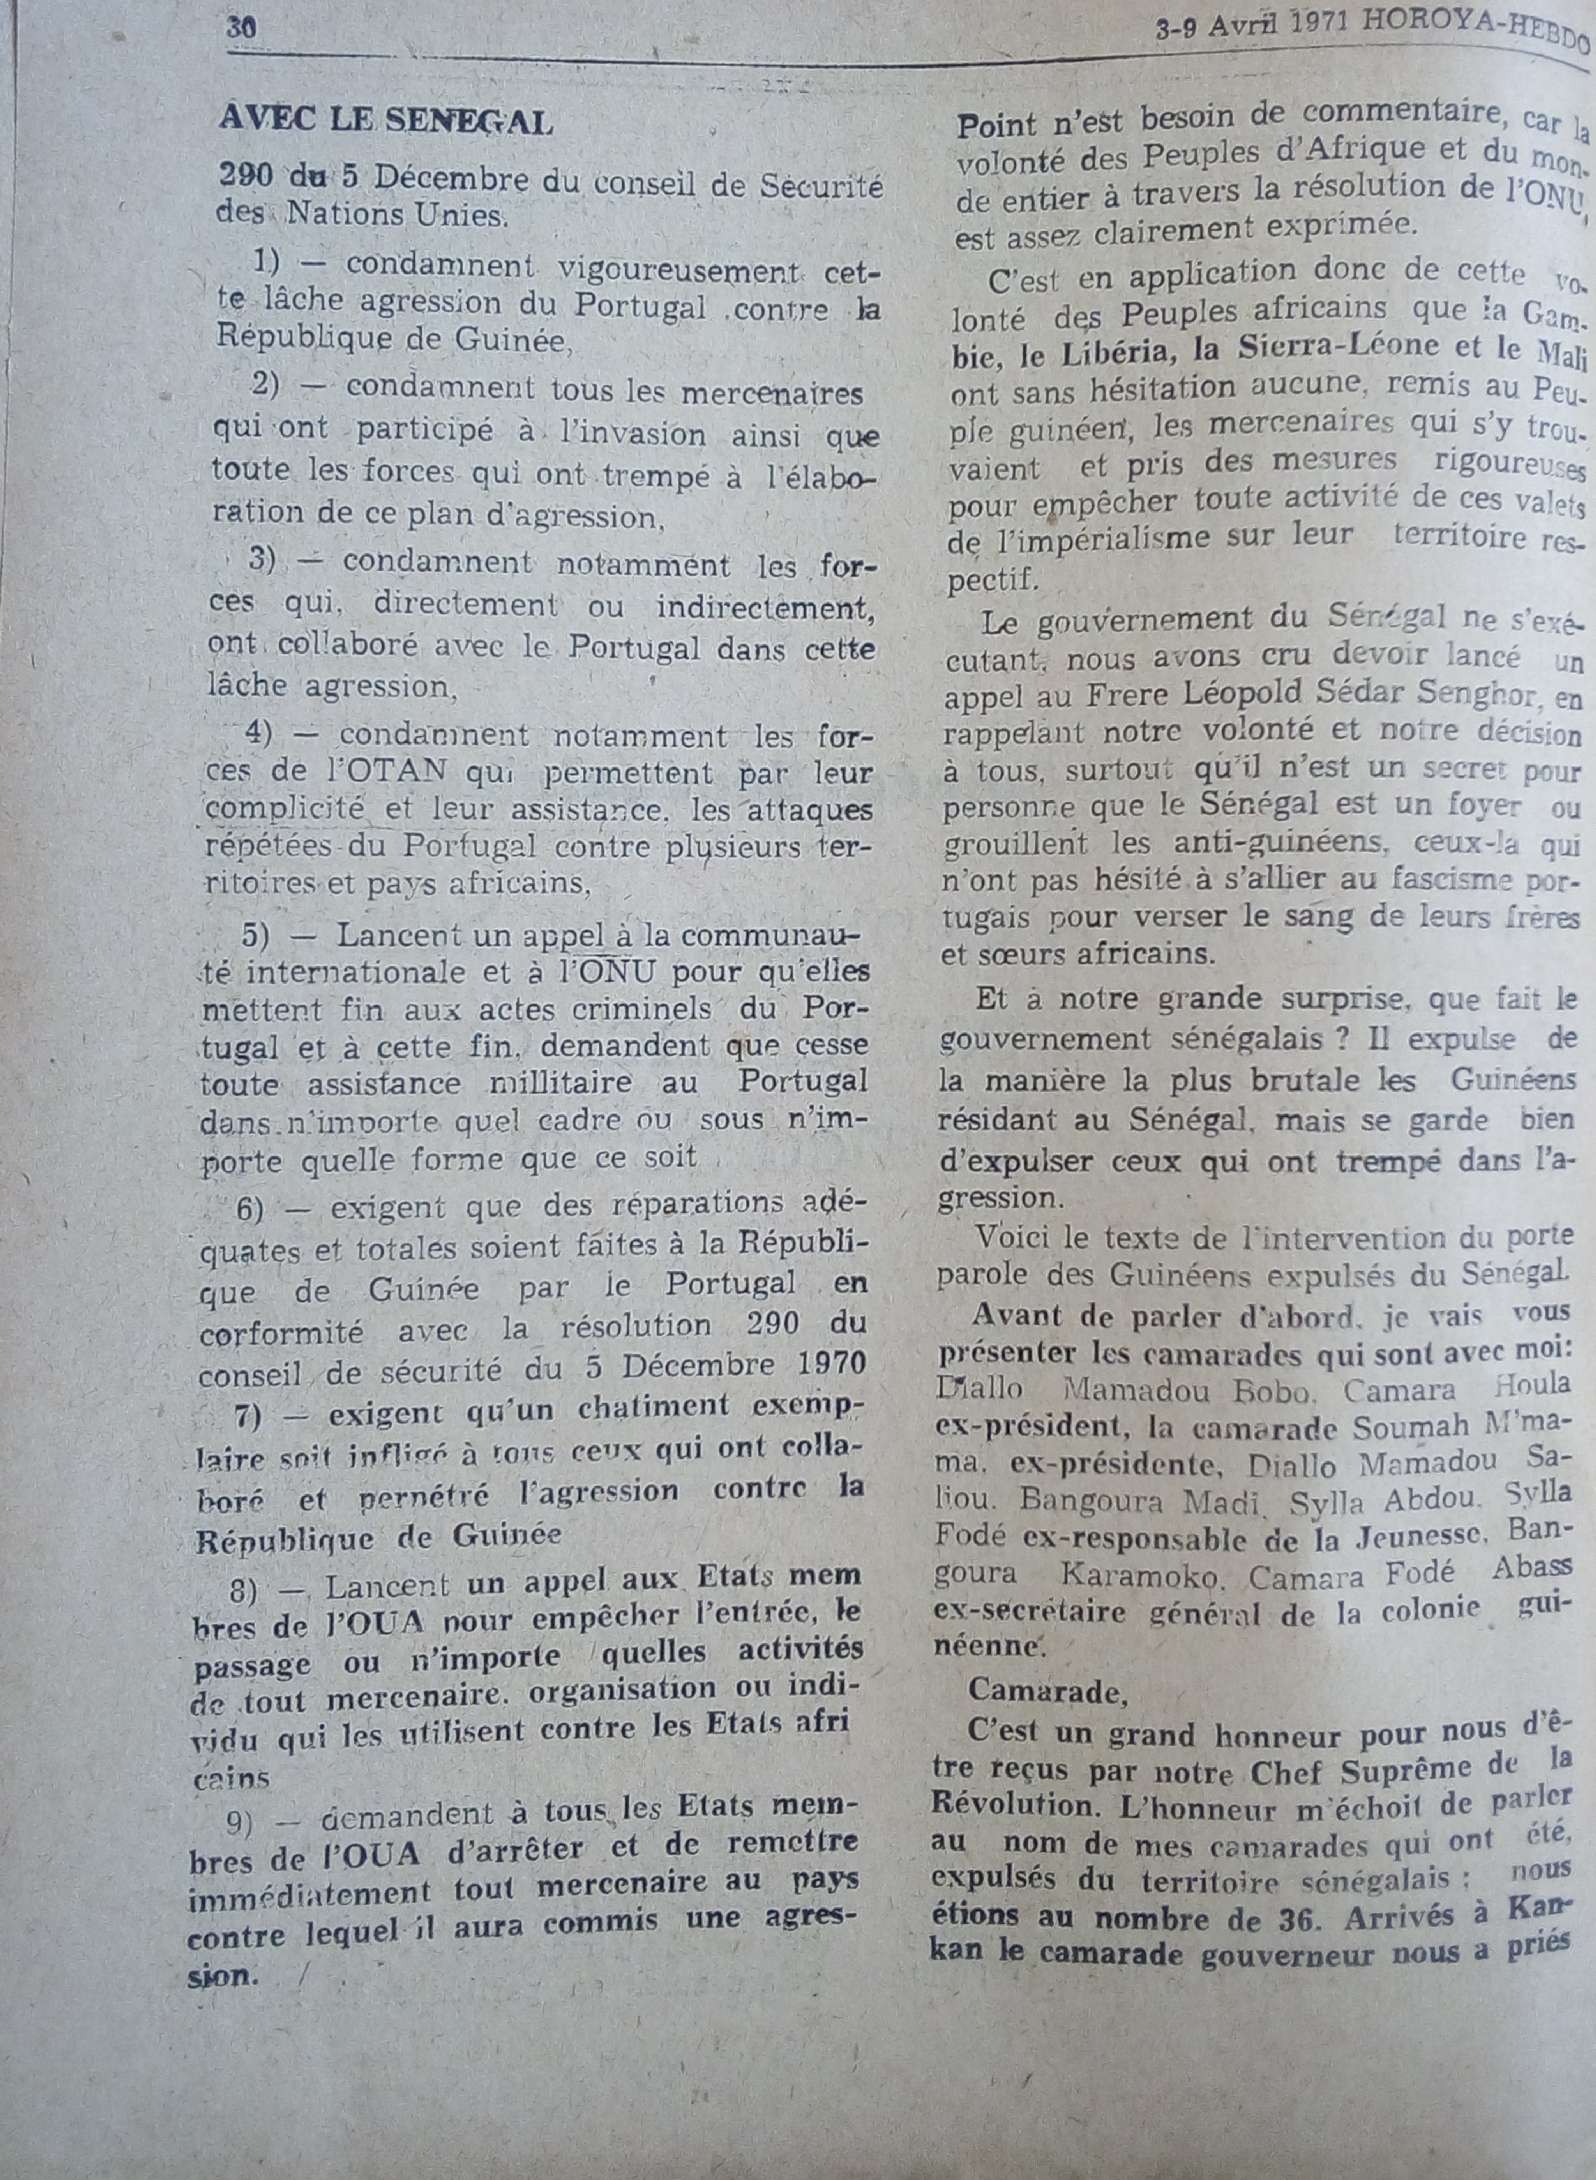 30
3-9 Avril 1971 HOROYA-HEBDO
AVEC LE SENEGAL
290 du 5 Décembre du conseil de Sécurité
des Nations Unies.
1) — condamnent vigoureusement cet-
te lâche agression du Portugal contre la
République de Guinée,
2) — condamnent tous les mercenaires
qui ont participé à l'invasion ainsi que
toute les forces qui ont trempé à l'élabo-
ration de ce plan d'agression,
3) — condamnent notamment les for-
ces qui, directement ou indirectement,
ont collaboré avec le Portugal dans cette
lâche agression,
4) — condamnent notamment les for-
ces de l'OTAN qui permettent par leur
complicité et leur assistance, les attaques
répétées du Portugal contre plusieurs ter-
ritoires et pays africains,
5) — Lancent un appel à la communau-
té internationale et à l'ONU pour qu'elles
mettent fin aux actes criminels du Por-
tugal et à cette fin, demandent que cesse
toute assistance millitaire au Portugal
dans n'importe quel cadre ou sous n'im-
porte quelle forme que ce soit
6) — exigent que des réparations adé-
quates et totales soient faites à la Républi-
que de Guinée par le Portugal en
corformité avec la résolution 290 du
conseil de sécurité du 5 Décembre 1970
7) — exigent qu'un chatiment exemp-
laire soit infligé à tous ceux qui ont colla-
boré et pernétré l'agression contre la
République de Guinée
8) — Lancent un appel aux Etats mem
bres de l'OUA pour empêcher l'entrée, le
passage ou n'importe quelles activités
de tout mercenaire. organisation ou indi-
vidu qui les utilisent contre les Etats afri
cains
9) — demandent à tous les Etats mem-
bres de l'OUA d'arrêter et de remettre
immédiatement tout mercenaire au pays
contre lequel il aura commis une agres-
sion.
Point n'est besoin de commentaire, car la
volonté des Peuples d'Afrique et du mon-
de entier à travers la résolution de l'ONU,
est assez clairement exprimée.
C'est en application donc de cette vo-
lonté des Peuples africains que la Gam-
bie, le Libéria, la Sierra-Léone et le Mali
ont sans hésitation aucune, remis au Peu-
ple guinéen, les mercenaires qui s'y trou-
vaient et pris des mesures rigoureuses
pour empêcher toute activité de ces valets
de l'impérialisme sur leur territoire res-
pectif.
Le gouvernement du Sénégal ne s'exé-
cutant, nous avons cru devoir lancé un
appel au Frere Léopold Sédar Senghor, en
rappelant notre volonté et notre décision
à tous, surtout qu'il n'est un secret pour
personne que le Sénégal est un foyer ou
grouillent les anti-guinéens, ceux-la qui
n'ont pas hésité à s'allier au fascisme por-
tugais pour verser le sang de leurs frères
et sœurs africains.
Et à notre grande surprise, que fait le
gouvernement sénégalais ? Il expulse de
la manière la plus brutale les Guinéens
résidant au Sénégal, mais se garde bien
d'expulser ceux qui ont trempé dans l'a-
gression.
Voici le texte de l'intervention du porte
parole des Guinéens expulsés du Sénégal.
Avant de parler d'abord, je vais vous
présenter les camarades qui sont avec moi:
Diallo Mamadou Bobo, Camara Houla
ex-président, la camarade Soumah M'ma-
ma, ex-présidente, Diallo Mamadou Sa-
liou. Bangoura Madi, Sylla Abdou, Sylla
Fodé ex-responsable de la Jeunesse, Ban-
goura Karamoko, Camara Fodé Abass
ex-secrétaire général de la colonie gui-
néenne.
Camarade,
C'est un grand honneur pour nous d'ê-
tre reçus par notre Chef Suprême de la
Révolution. L'honneur m'échoit de parler
au nom de mes camarades qui ont été,
expulsés du territoire sénégalais ; nous
étions au nombre de 36. Arrivés à Kan-
kan le camarade gouverneur nous a priés